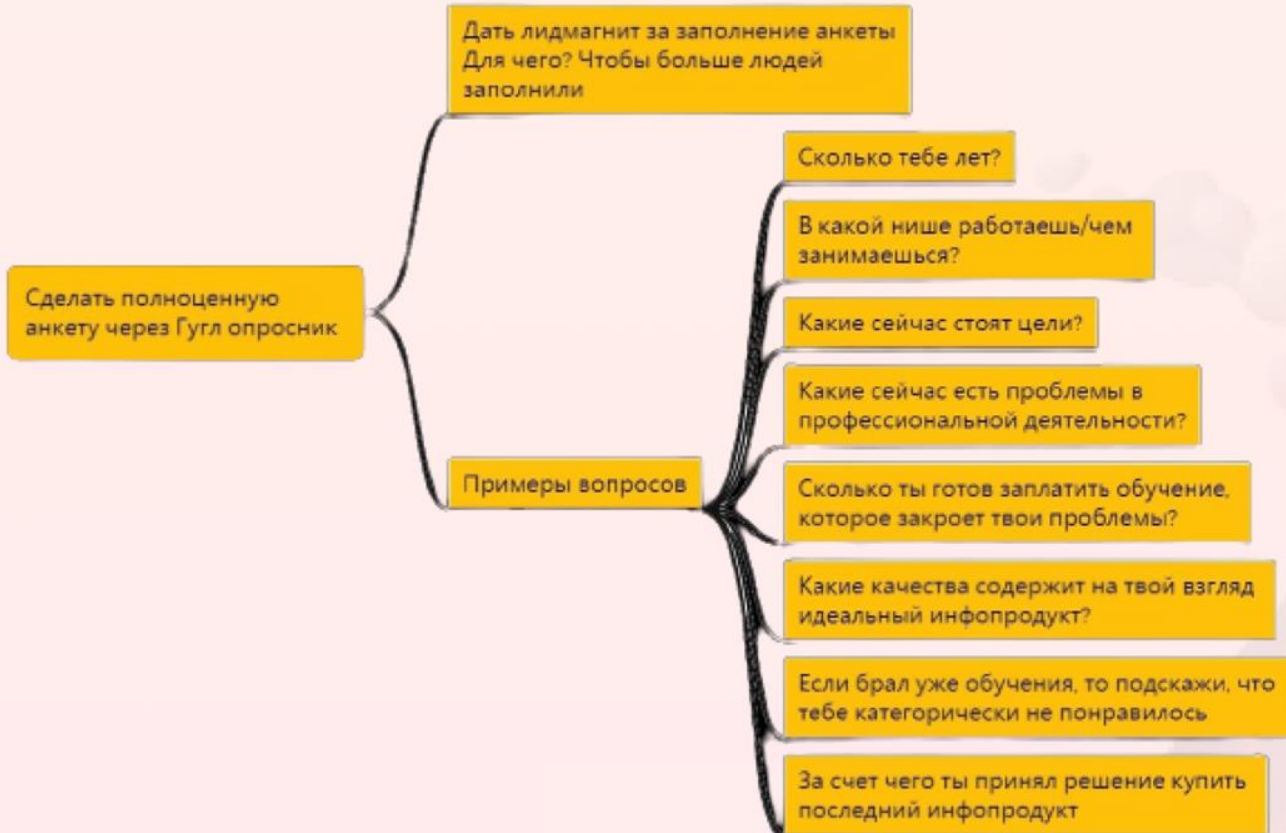 Дать лидмагнит за заполнение анкеты
Для чего? Чтобы больше людей
заполнили
Сделать полноценную
анкету через Гугл опросник
Примеры вопросов
Сколько тебе лет?
В какой нише работаешь/чем
занимаешься?
Какие сейчас стоят цели?
Какие сейчас есть проблемы в
профессиональной деятельности?
Сколько ты готов заплатить обучение,
которое закроет твои проблемы?
Какие качества содержит на твой взгляд
идеальный инфопродукт?
Если брал уже обучения, то подскажи, что
тебе категорически не понравилось
За счет чего ты принял решение купить
последний инфопродукт